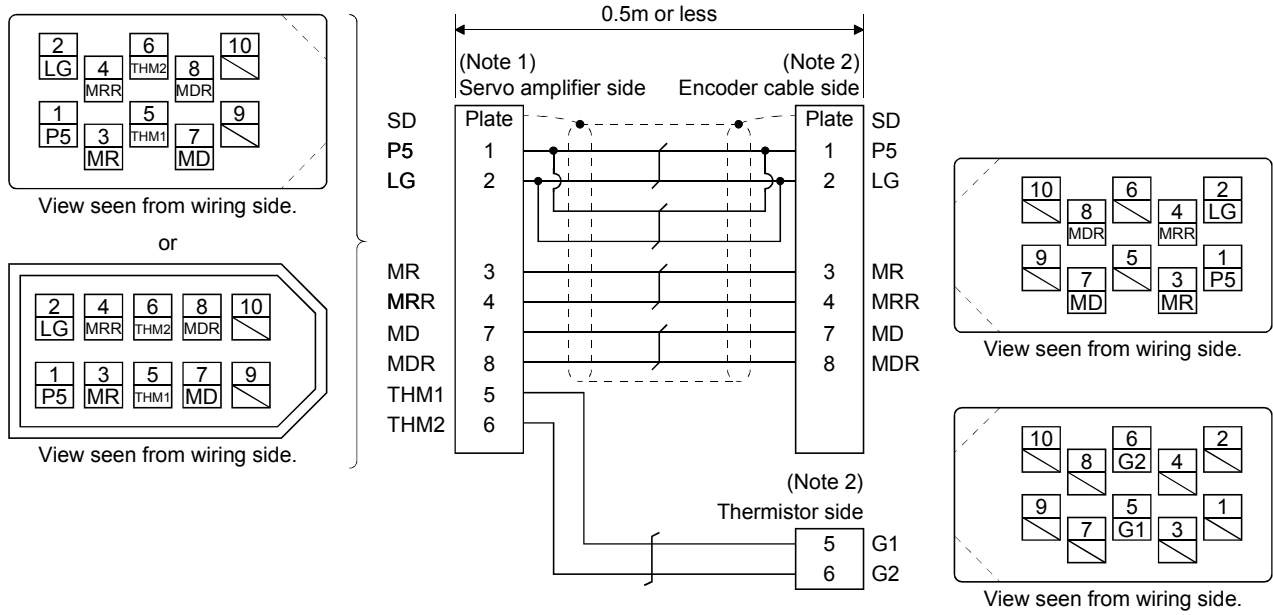 0.5m or less
(Note 1)
Servo amplifier side
(Note 2)
Encoder cable side
2 6 10
LG 4 THM2 8
MRR MDR
1 5 9
P5 3 THM1 7
MR MD
View seen from wiring side.
or
2 4 6 8 10
LG MRR THM2 MDR
1 3 5 7 9
P5 MR THM1 MD
View seen from wiring side.
SD Plate Plate SD
P5 1 1 P5
LG 2 2 LG
MR 3 3 MR
MRR 4 4 MRR
MD 7 7 MD
MDR 8 8 MDR
THM1 5
THM2 6
(Note 2)
Thermistor side
5 G1
6 G2
10 6 2
8 4 LG
MDR MRR
9 5 1
7 3 P5
MD MR
View seen from wiring side.
10 6 2
8 G2 4
9 5 1
7 G1 3
View seen from wiring side.